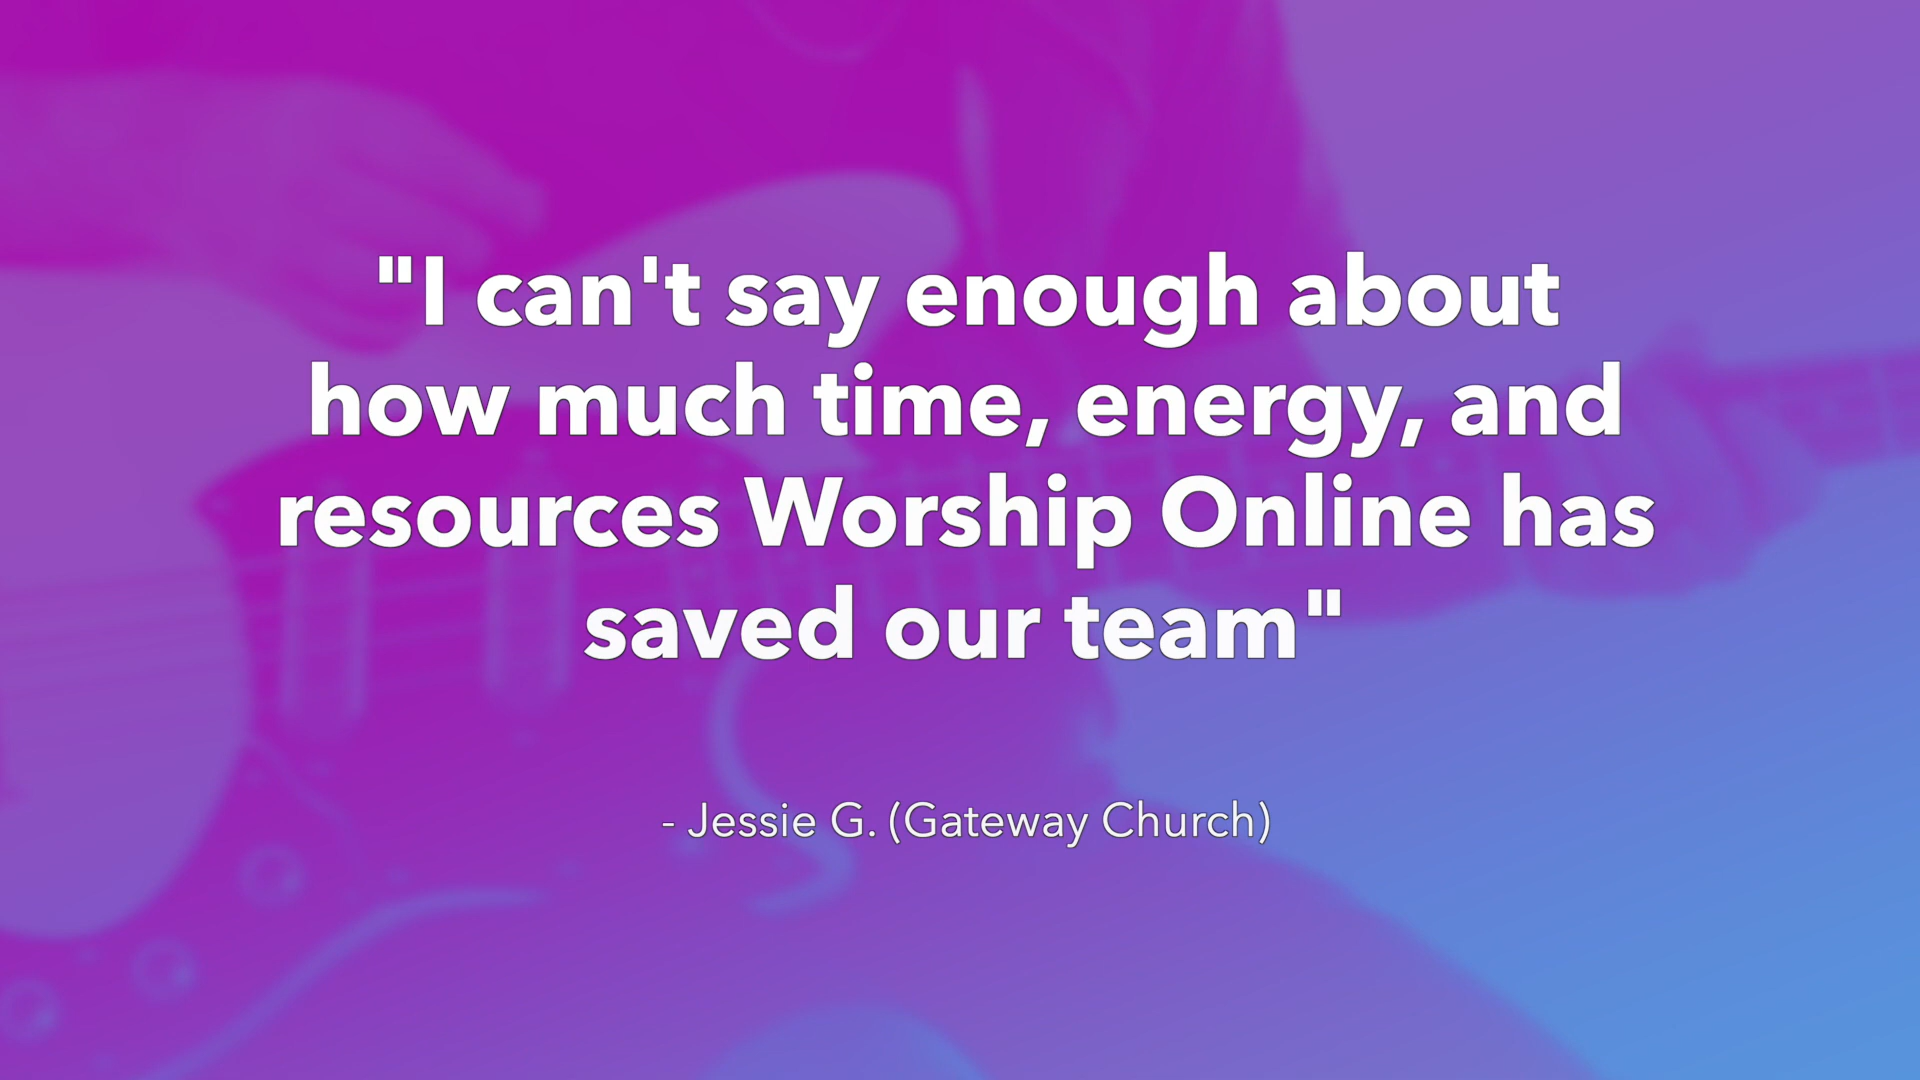 "I can't say enough about
how much time, energy, and
resources Worship Online has
saved our team"
- Jessie G. (Gateway Church)